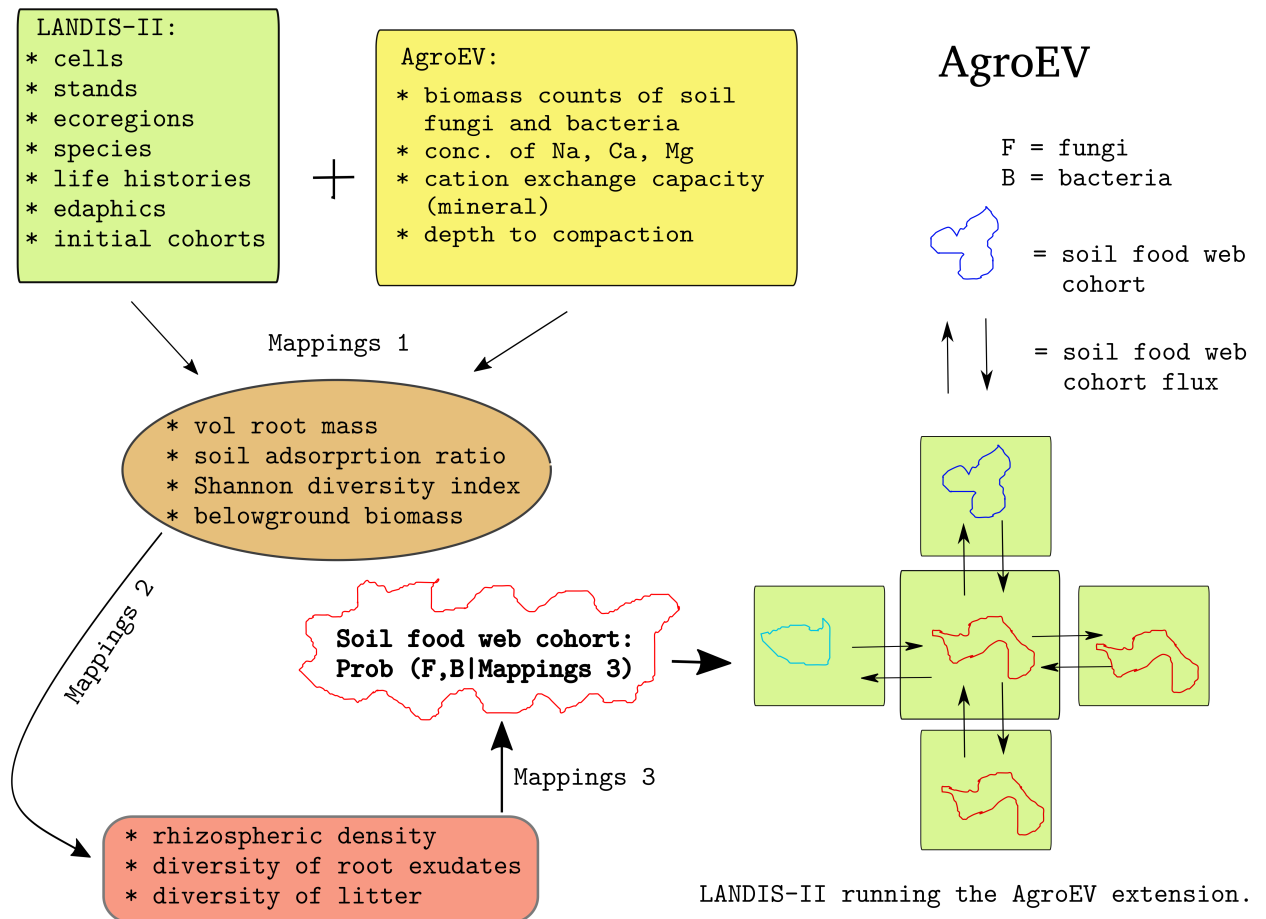 LANDIS-II:
* cells
* stands
* ecoregions
* species
* life histories
* edaphics
* initial cohorts
+
AgroEV:
* biomass counts of soil
fungi and bacteria
* conc. of Na, Ca, Mg
* cation exchange capacity
(mineral)
* depth to compaction
AgroEV
F = fungi
B = bacteria
= soil food web
cohort
= soil food web
cohort flux
Mappings 1
* vol root mass
* soil adsorprtion ratio
* Shannon diversity index
* belowground biomass
Mappings 2
Soil food web cohort:
Prob (F,B|Mappings 3)
Mappings 3
* rhizospheric density
* diversity of root exudates
* diversity of litter
LANDIS-II running the AgroEV extension.